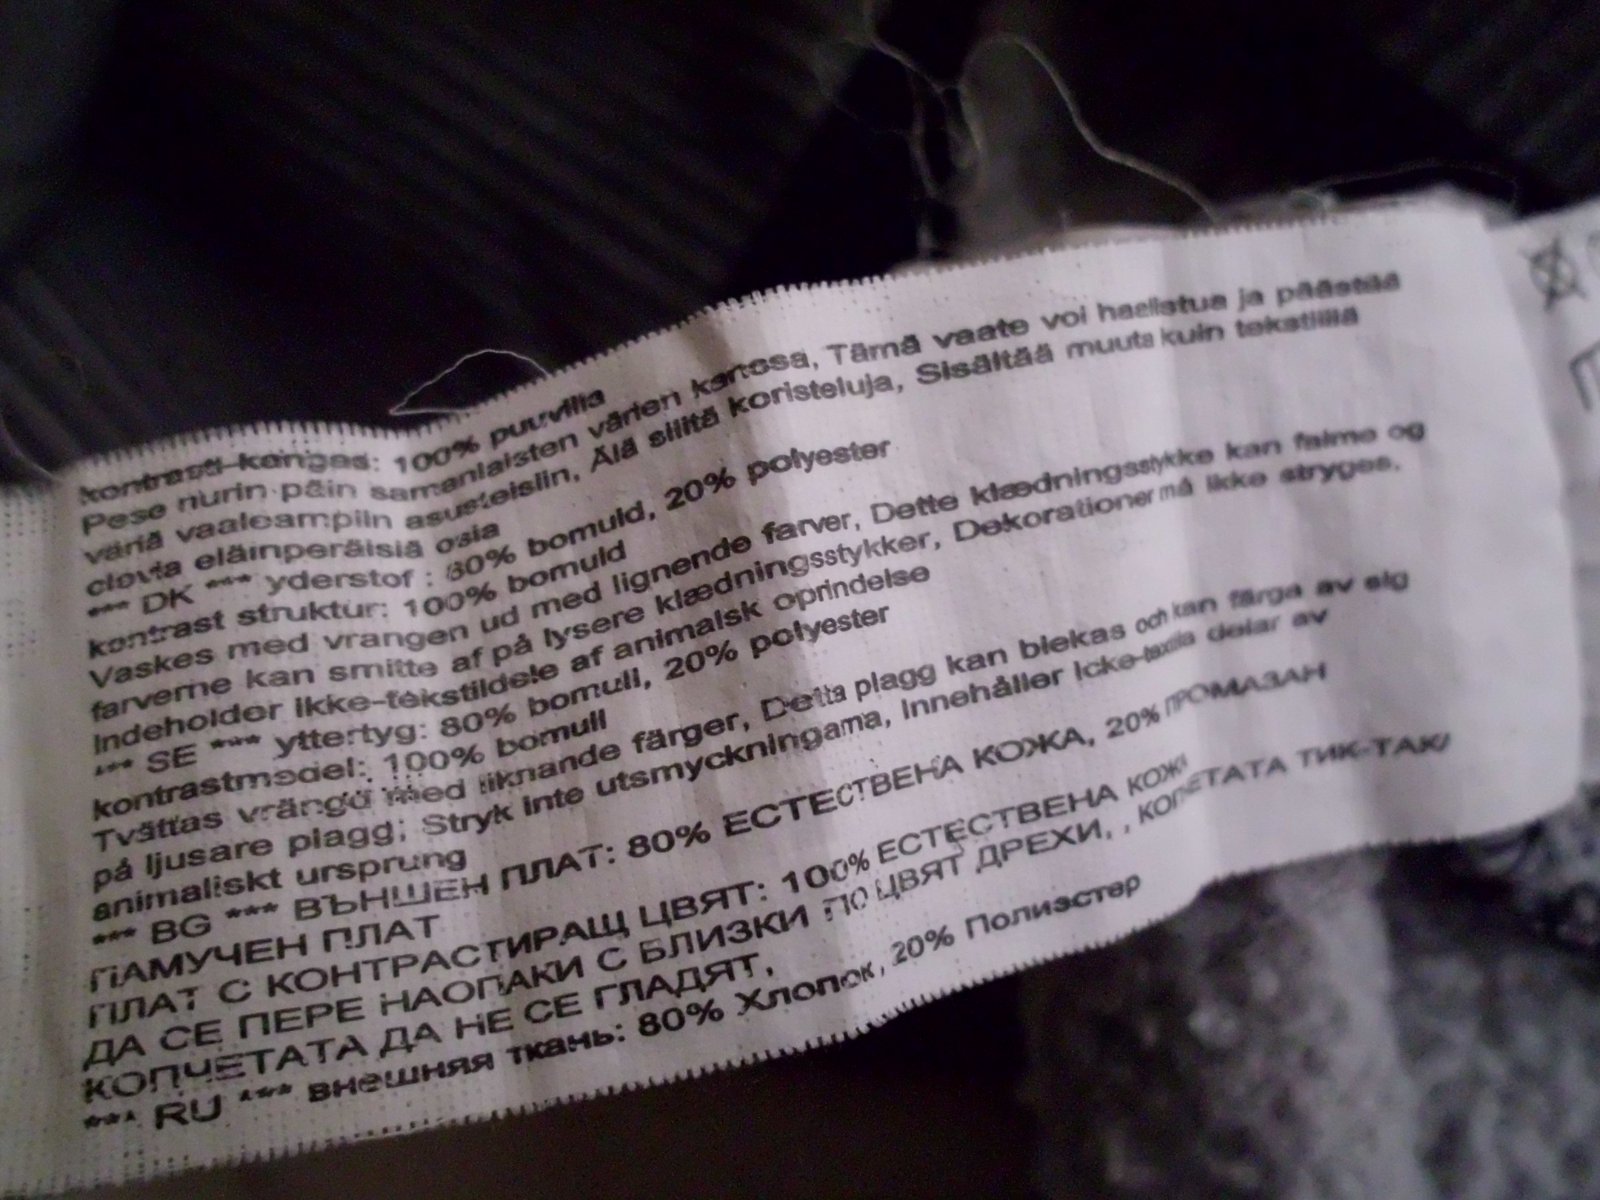 kontrasti-kangas: 100% puuvilla
Pese nurin päin samanlaisten värien kanssa, Tämä vaate voi haalistua ja päästää
väriä vaaleampiin asusteisiin, Älä silitä koristeluja, Sisältää muuta kuin tekstiiliä
olevia eläinperäisiä osia
*** DK *** yderstof : 80% bomuld, 20% polyester
kontrast struktur: 100% bomuld
Vaskes med vrangen ud med lignende farver, Dette klædningsstykke kan falme og
farverne kan smitte af på lysere klædningsstykker, Dekorationer må ikke stryges,
Indeholder ikke-tekstildele af animalsk oprindelse
*** SE *** yttertyg: 80% bomull, 20% polyester
kontrastmodel: 100% bomull
Tvättas vrängd med liknande färger, Detta plagg kan blekas och kan färga av sig
på ljusare plagg; Stryk inte utsmyckningarna, Innehåller Icke-textila delar av
animaliskt ursprung
*** BG *** ВЪНШЕН ПЛАТ: 80% ЕСТЕСТВЕНА КОЖА, 20% ПРОМАЗАН
ПАМУЧЕН ПЛАТ
ПЛАТ С КОНТРАСТИРАЩ ЦВЯТ: 100% ЕСТЕСТВЕНА КОЖА
ДА СЕ ПЕРЕ НАОПАКИ С БЛИЗКИ ПО ЦВЯТ ДРЕХИ, , КОПЧЕТАТА ТИК-ТАК/
КОПЧЕТАТА ДА НЕ СЕ ГЛАДЯТ,
*** RU *** внешняя ткань: 80% Хлопок, 20% Полиэстер